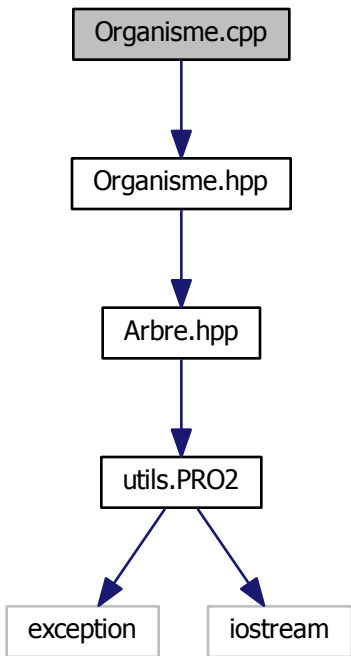 Organisme.cpp
Organisme.hpp
Arbre.hpp
utils.PRO2
exception
iostream